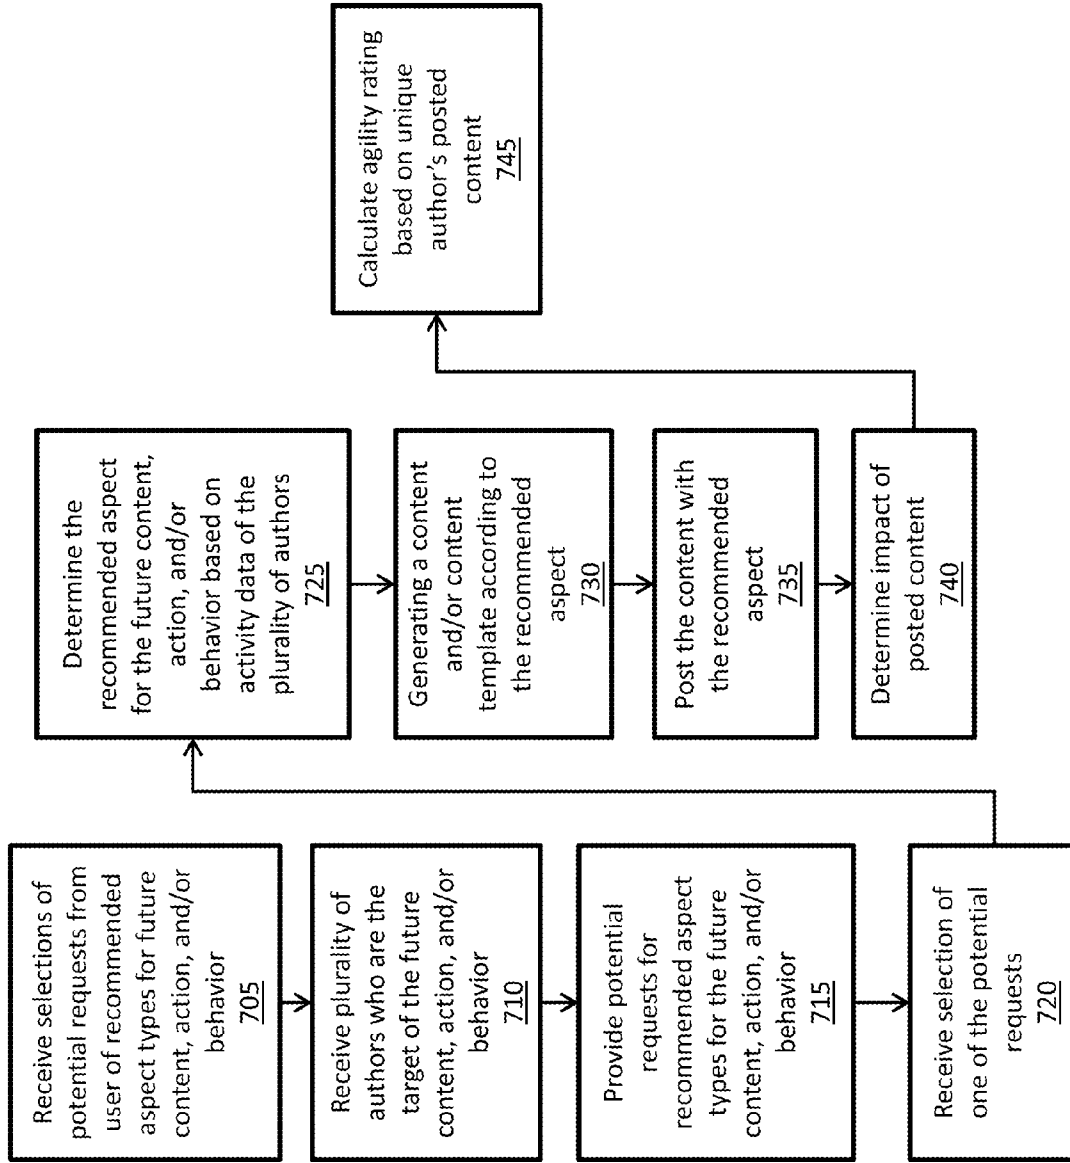 Receive selections of
potential requests from
user of recommended
aspect types for future
content, action, and/or
behavior
705
Receive plurality of
authors who are the
target of the future
content, action, and/or
behavior
710
Provide potential
requests for
recommended aspect
types for the future
content, action, and/or
behavior
715
Receive selection of
one of the potential
requests
720
Determine the
recommended aspect
for the future content,
action, and/or
behavior based on
activity data of the
plurality of authors
725
Generating a content
and/or content
template according to
the recommended
aspect
730
Post the content with
the recommended
aspect
735
Determine impact of
posted content
740
Calculate agility rating
based on unique
author's posted
content
745